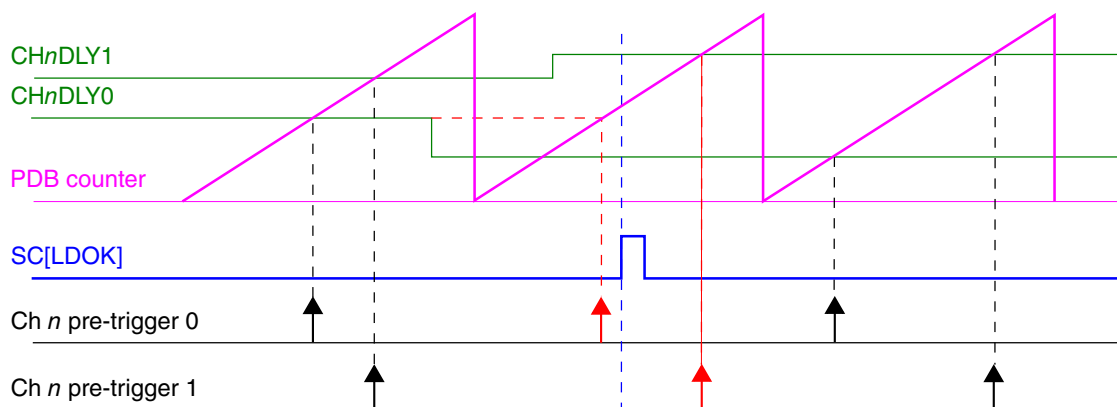 CHnDLY1
CHnDLY0
PDB counter
SC[LDOK]
Ch n pre-trigger 0
Ch n pre-trigger 1